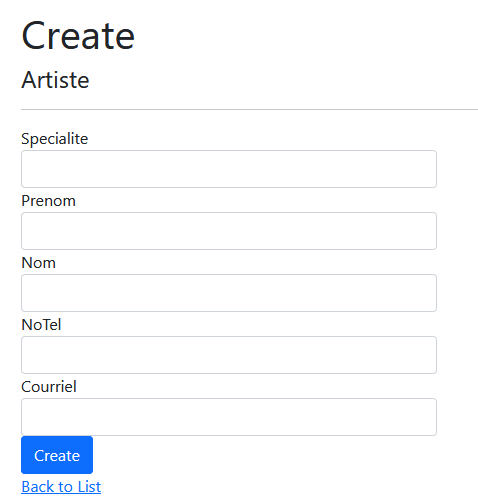 Create
Artiste
Specialite
Prenom
Nom
NoTel
Courriel
Create
Back to List